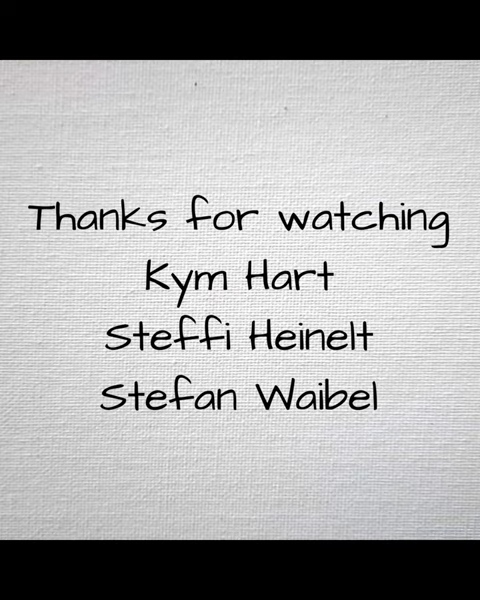 Thanks for watching
Kym Hart
Steffi Heinelt
Stefan Waibel